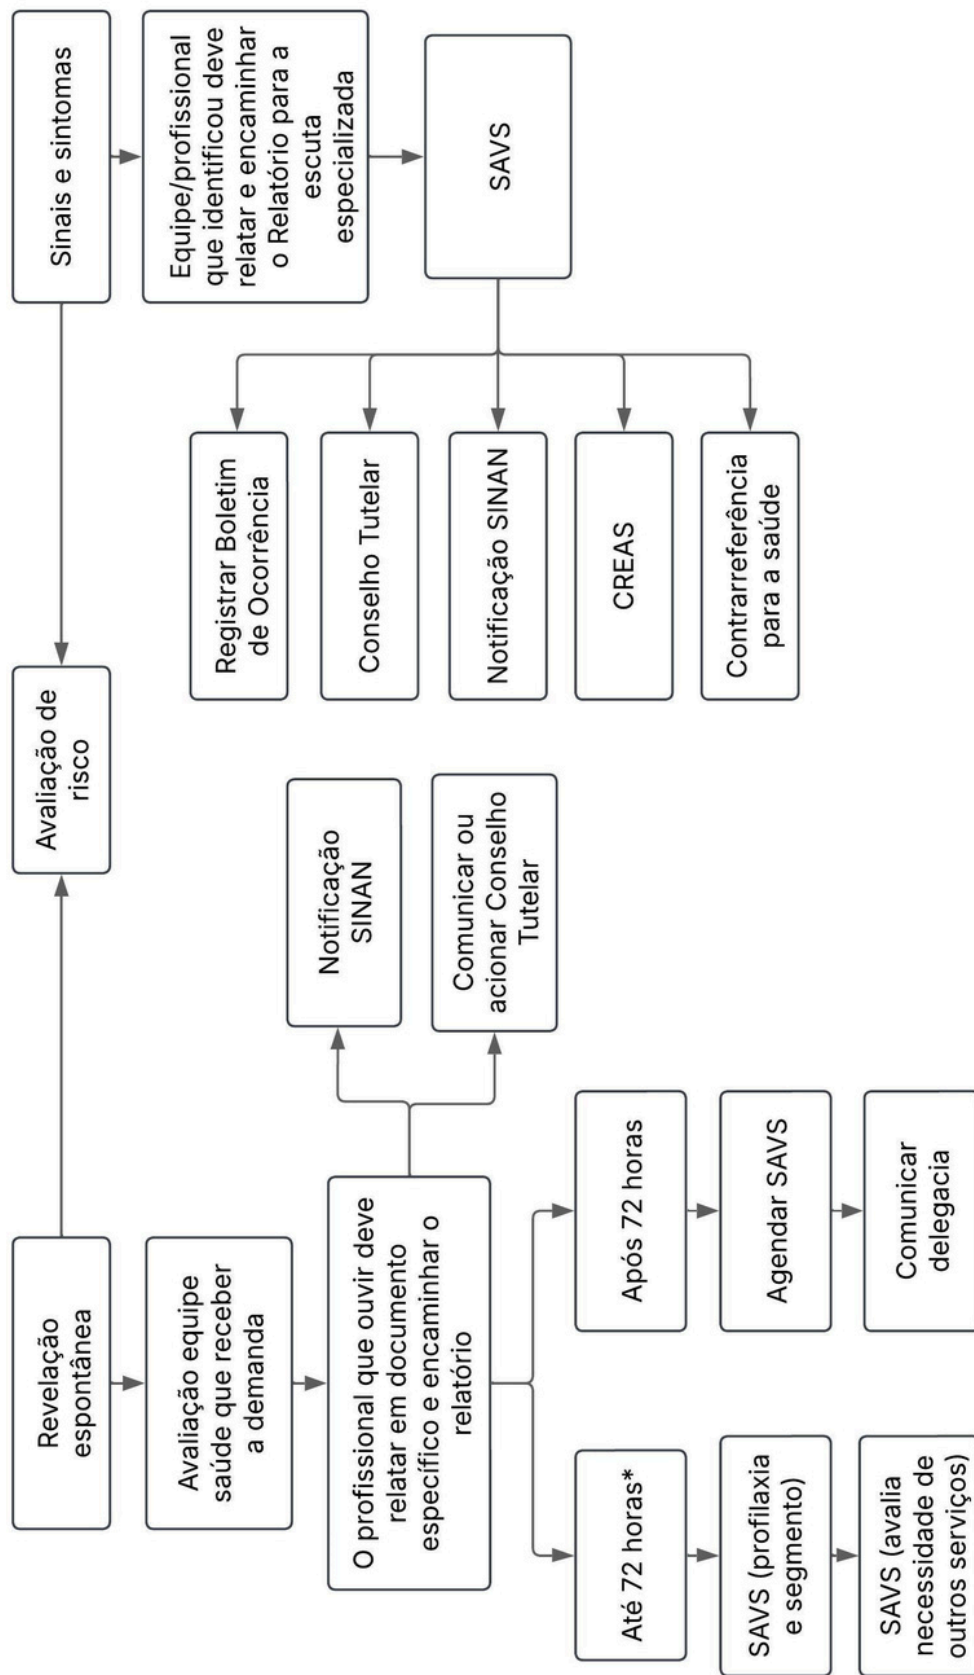 Revelação
espontânea
Avaliação de
risco
Sinais e sintomas
Avaliação equipe
saúde que receber
a demanda
Equipe/profissional
que identificou deve
relatar e encaminhar
o Relatório para a
escuta
especializada
O profissional que ouvir deve
relatar em documento
específico e encaminhar o
relatório
Notificação
SINAN
Comunicar ou
acionar Conselho
Tutelar
SAVS
Registrar Boletim
de Ocorrência
Conselho Tutelar
Notificação SINAN
CREAS
Contrarreferência
para a saúde
Até 72 horas*
SAVS (profilaxia
e segmento)
SAVS (avalia
necessidade de
outros serviços)
Após 72 horas
Agendar SAVS
Comunicar
delegacia